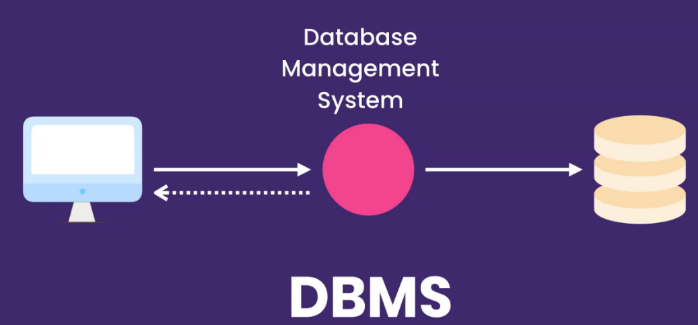 Database
Management
System
DBMS